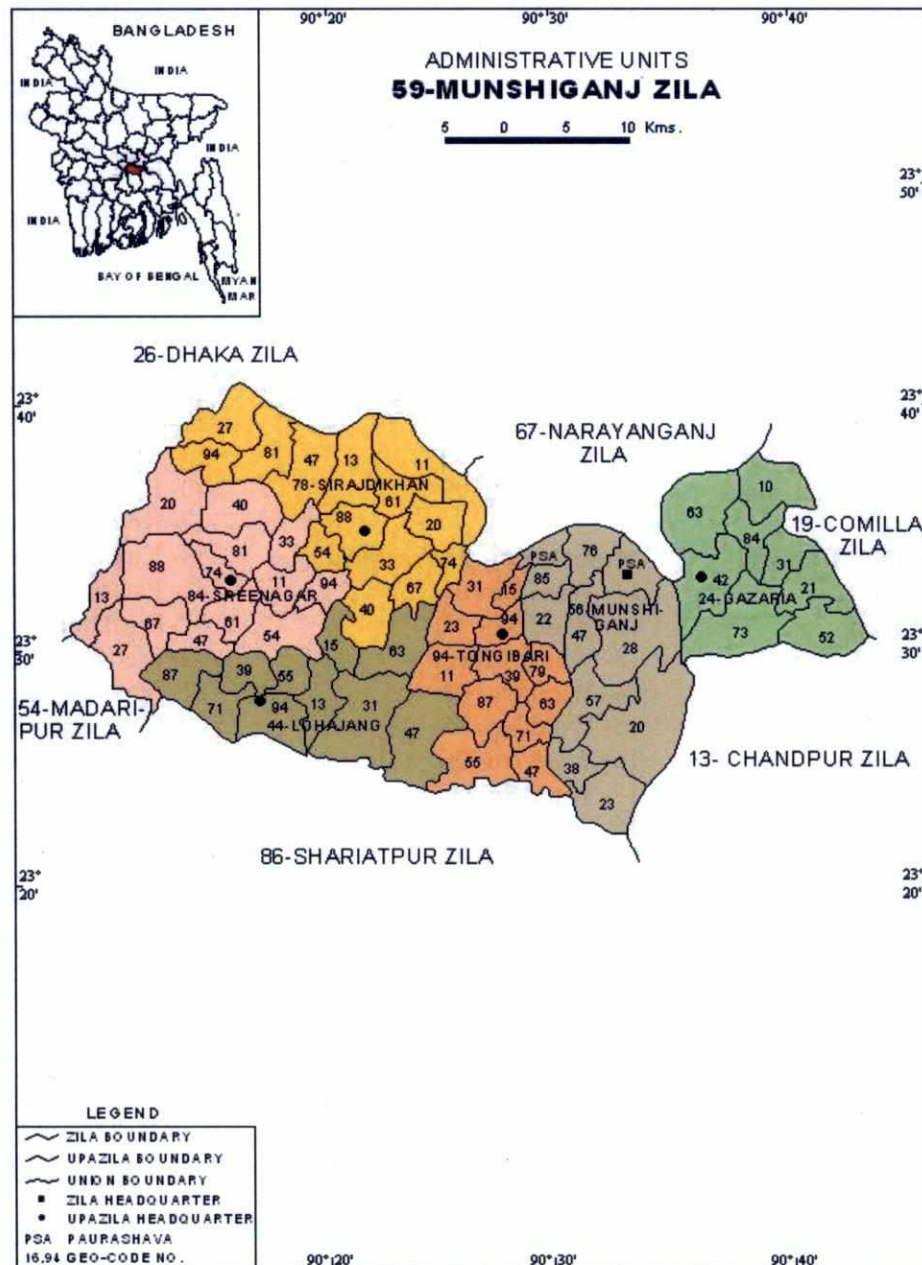 90°20'
90°30'
90°40'
BANGLADESH
INDIA
INDIA
INDIA
INDIA
BAY OF BENGAL
MYAN
MAR
ADMINISTRATIVE UNITS
59-MUNSHIGANJ ZILA
5 0 5 10 Kms.
23°
50'
26-DHAKA ZILA
23°
40'
23°
40'
67-NARAYANGANJ
ZILA
19-COMILLA
ZILA
27
94
81
47
13
11
78-SIRAJDIKHAN
61
88
20
54
33
74
67
40
20
40
33
81
88
74
11
94
84-SREENAGAR
13
67
61
27
47
54
15
63
87
39
55
71
94
13
31
44-LOHAJANG
47
31
15
23
94
94-TONGIBARI
11
39
79
87
63
71
55
47
PSA
76
PSA
85
22
56
MUNSHI-
GANJ
47
28
57
20
38
23
63
10
84
31
42
21
24-GAZARIA
73
52
23°
30'
23°
30'
54-MADARI-
PUR ZILA
13- CHANDPUR ZILA
86-SHARIATPUR ZILA
23°
20'
23°
20'
LEGEND
ZILA BOUNDARY
UPAZILA BOUNDARY
UNION BOUNDARY
ZILA HEADQUARTER
UPAZILA HEADQUARTER
PSA PAURASHAVA
16,94 GEO-CODE NO.
90°20'
90°30'
90°40'